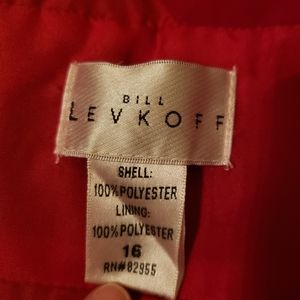 BILL
LEVKOFF
SHELL:
100% POLYESTER
LINING:
100% POLYESTER
16
RN#82955